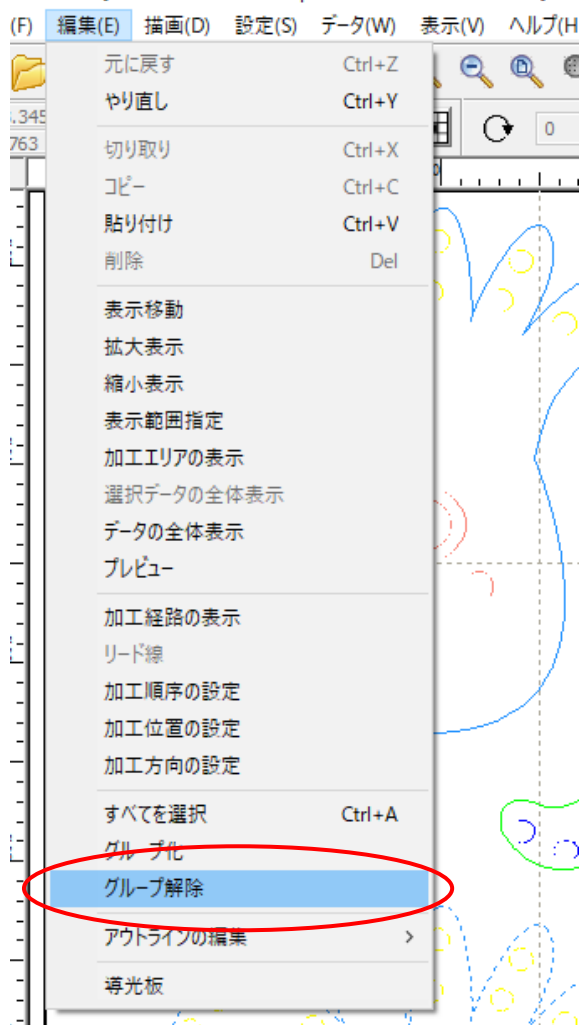 (F) 編集(E) 描画(D) 設定(S) データ(W) 表示(V) ヘルプ(H
元に戻す Ctrl+Z
やり直し Ctrl+Y
.345
763
0
切り取り Ctrl+X
コピー Ctrl+C
貼り付け Ctrl+V
削除 Del
表示移動
拡大表示
縮小表示
表示範囲指定
加工エリアの表示
選択データの全体表示
データの全体表示
プレビュー
加工経路の表示
リード線
加工順序の設定
加工位置の設定
加工方向の設定
すべてを選択 Ctrl+A
グループ化
グループ解除
アウトラインの編集 >
導光板